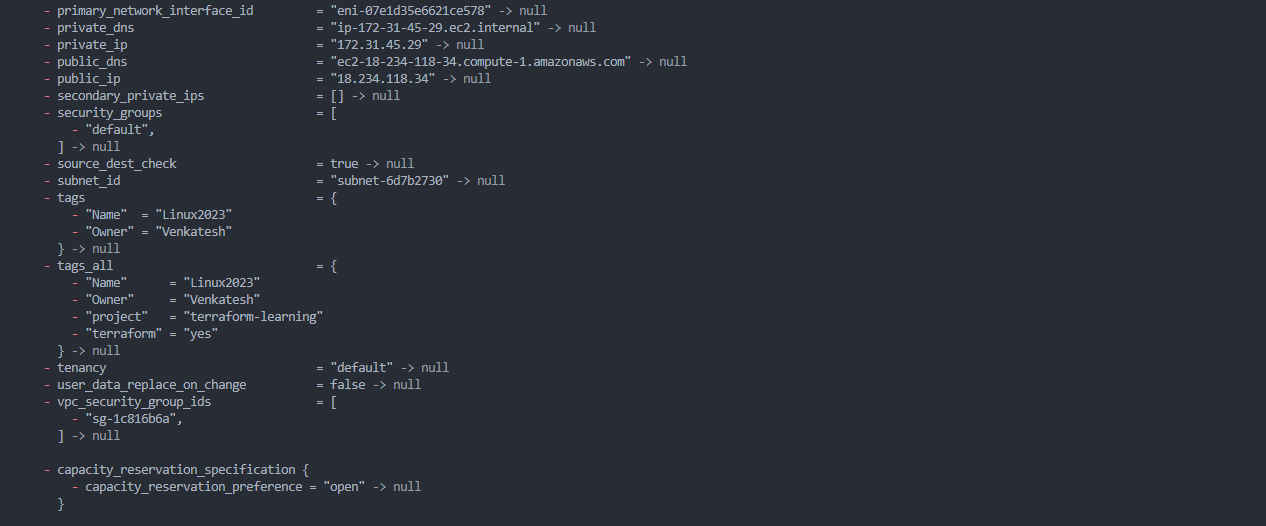 - primary_network_interface_id         = "eni-07e1d35e6621ce578" -> null
- private_dns                          = "ip-172-31-45-29.ec2.internal" -> null
- private_ip                           = "172.31.45.29" -> null
- public_dns                           = "ec2-18-234-118-34.compute-1.amazonaws.com" -> null
- public_ip                            = "18.234.118.34" -> null
- secondary_private_ips                = [] -> null
- security_groups                      = [
    - "default",
  ] -> null
- source_dest_check                    = true -> null
- subnet_id                            = "subnet-6d7b2730" -> null
- tags                                 = {
    - "Name"  = "Linux2023"
    - "Owner" = "Venkatesh"
  } -> null
- tags_all                             = {
    - "Name"      = "Linux2023"
    - "Owner"     = "Venkatesh"
    - "project"   = "terraform-learning"
    - "terraform" = "yes"
  } -> null
- tenancy                              = "default" -> null
- user_data_replace_on_change          = false -> null
- vpc_security_group_ids               = [
    - "sg-1c816b6a",
  ] -> null
- capacity_reservation_specification {
    - capacity_reservation_preference = "open" -> null
  }